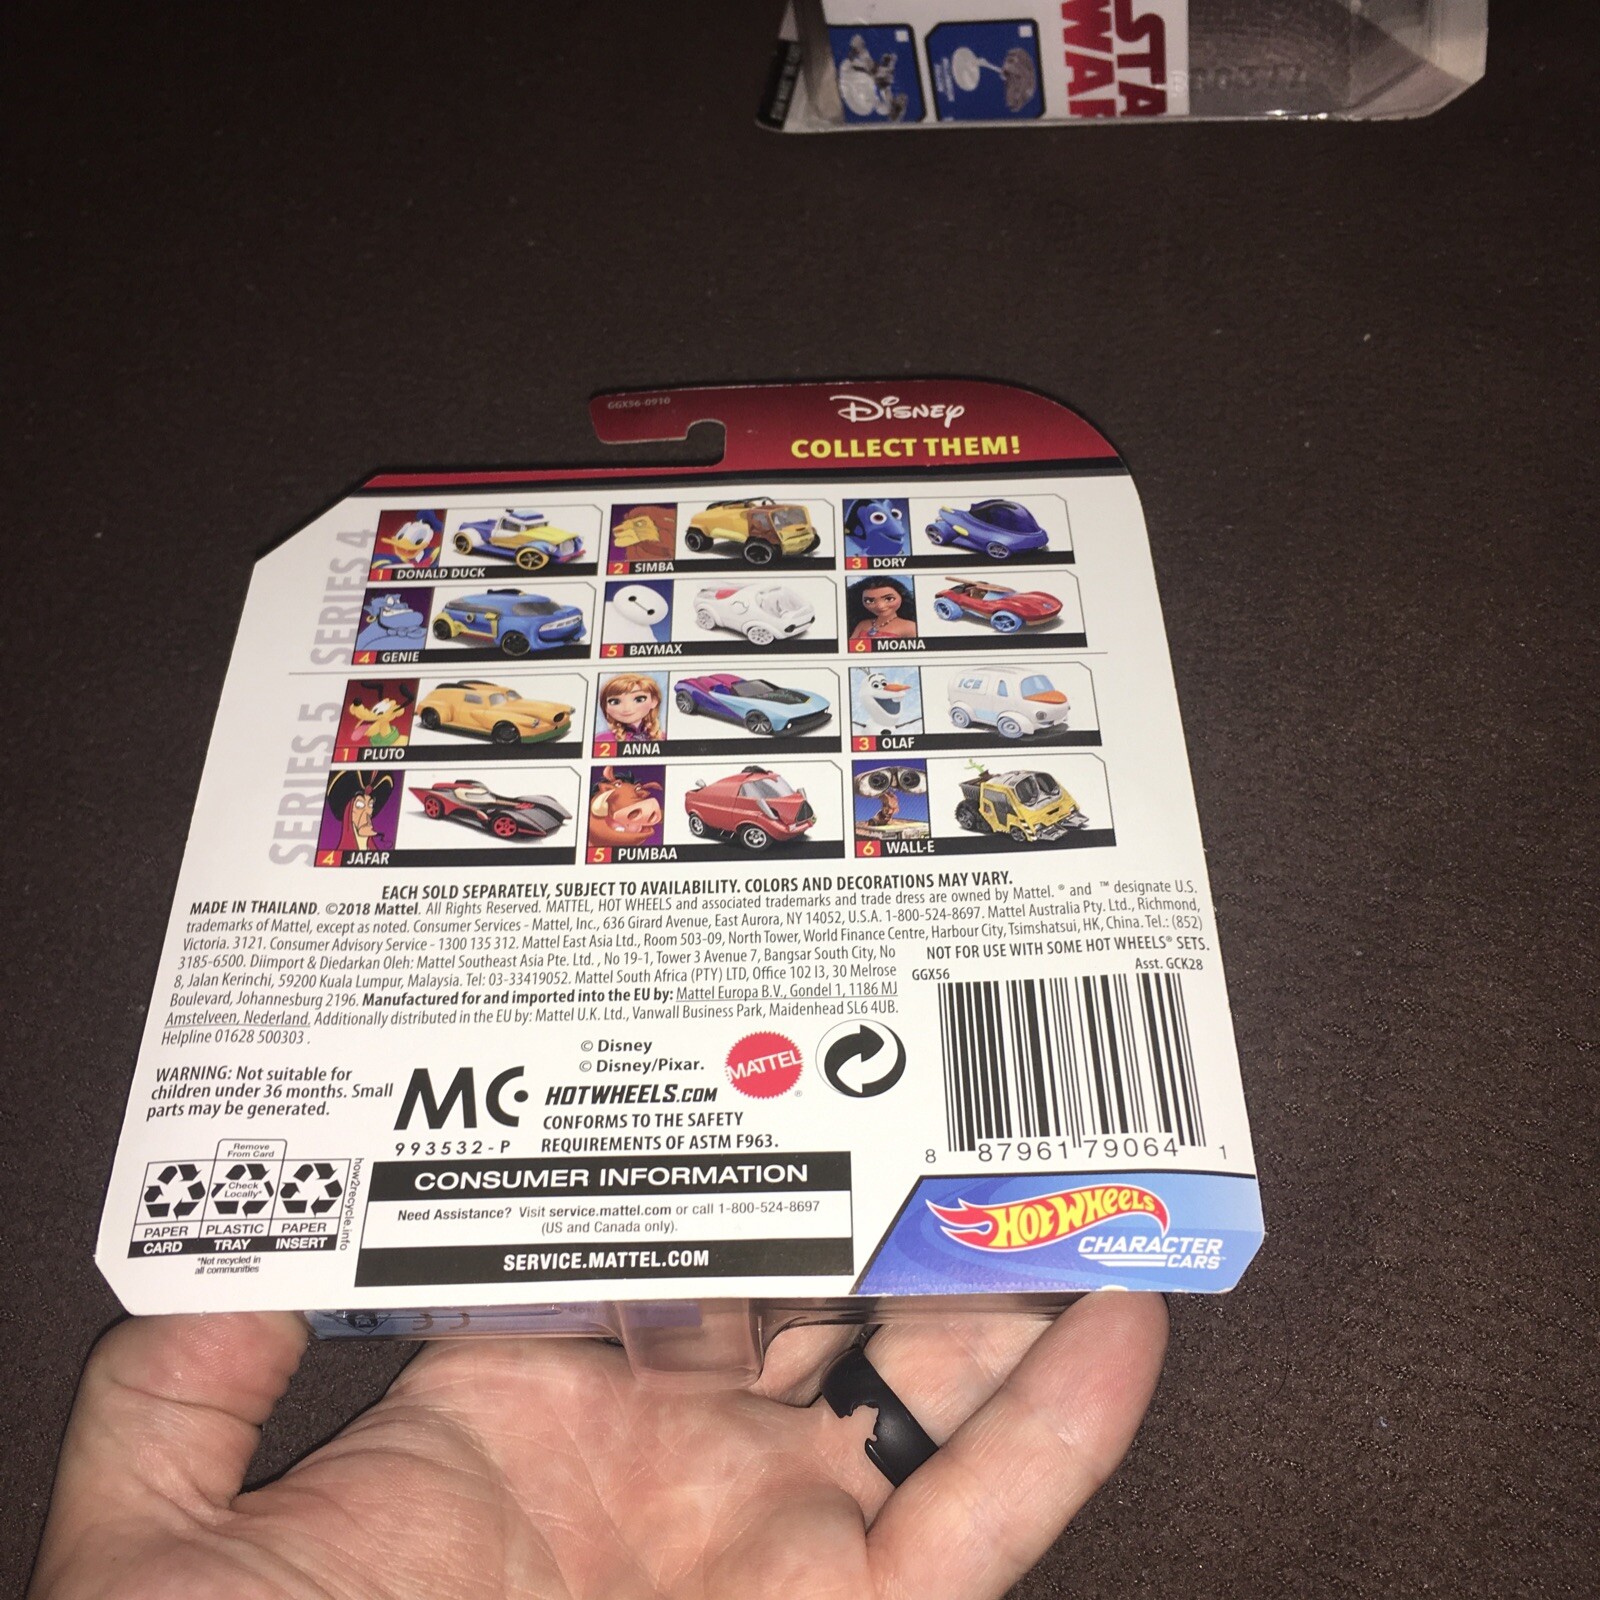 STAR
WARS
GGX56-0910
Disney
COLLECT THEM!
SERIES 4
1 DONALD DUCK
2 SIMBA
3 DORY
4 GENIE
5 BAYMAX
6 MOANA
SERIES 5
1 PLUTO
2 ANNA
ICE
3 OLAF
4 JAFAR
5 PUMBAA
6 WALL-E
EACH SOLD SEPARATELY, SUBJECT TO AVAILABILITY. COLORS AND DECORATIONS MAY VARY.
MADE IN THAILAND. ©2018 Mattel. All Rights Reserved. MATTEL, HOT WHEELS and associated trademarks and trade dress are owned by Mattel. ® and ™ designate U.S.
trademarks of Mattel, except as noted. Consumer Services - Mattel, Inc., 636 Girard Avenue, East Aurora, NY 14052, U.S.A. 1-800-524-8697. Mattel Australia Pty. Ltd., Richmond,
Victoria. 3121. Consumer Advisory Service - 1300 135 312. Mattel East Asia Ltd., Room 503-09, North Tower, World Finance Centre, Harbour City, Tsimshatsui, HK, China. Tel.: (852)
3185-6500. Diimport & Diedarkan Oleh: Mattel Southeast Asia Pte. Ltd., No 19-1, Tower 3 Avenue 7, Bangsar South City, No
8, Jalan Kerinchi, 59200 Kuala Lumpur, Malaysia. Tel: 03-33419052. Mattel South Africa (PTY) LTD, Office 102 I3, 30 Melrose
Boulevard, Johannesburg 2196. Manufactured for and imported into the EU by: Mattel Europa B.V., Gondel 1, 1186 MJ
Amstelveen, Nederland. Additionally distributed in the EU by: Mattel U.K. Ltd., Vanwall Business Park, Maidenhead SL6 4UB.
Helpline 01628 500303.
NOT FOR USE WITH SOME HOT WHEELS® SETS.
GGX56
Asst. GCK28
8 87961 79064 1
WARNING: Not suitable for
children under 36 months. Small
parts may be generated.
MC
993532-P
© Disney
© Disney/Pixar.
HOTWHEELS.COM
CONFORMS TO THE SAFETY
REQUIREMENTS OF ASTM F963.
MATTEL®
Remove
From Card
Check
Locally*
PAPER
CARD
PLASTIC
TRAY
PAPER
INSERT
*Not recycled in
all communities
how2recycle.info
CONSUMER INFORMATION
Need Assistance? Visit service.mattel.com or call 1-800-524-8697
(US and Canada only).
SERVICE.MATTEL.COM
HOT WHEELS
CHARACTER
CARS™